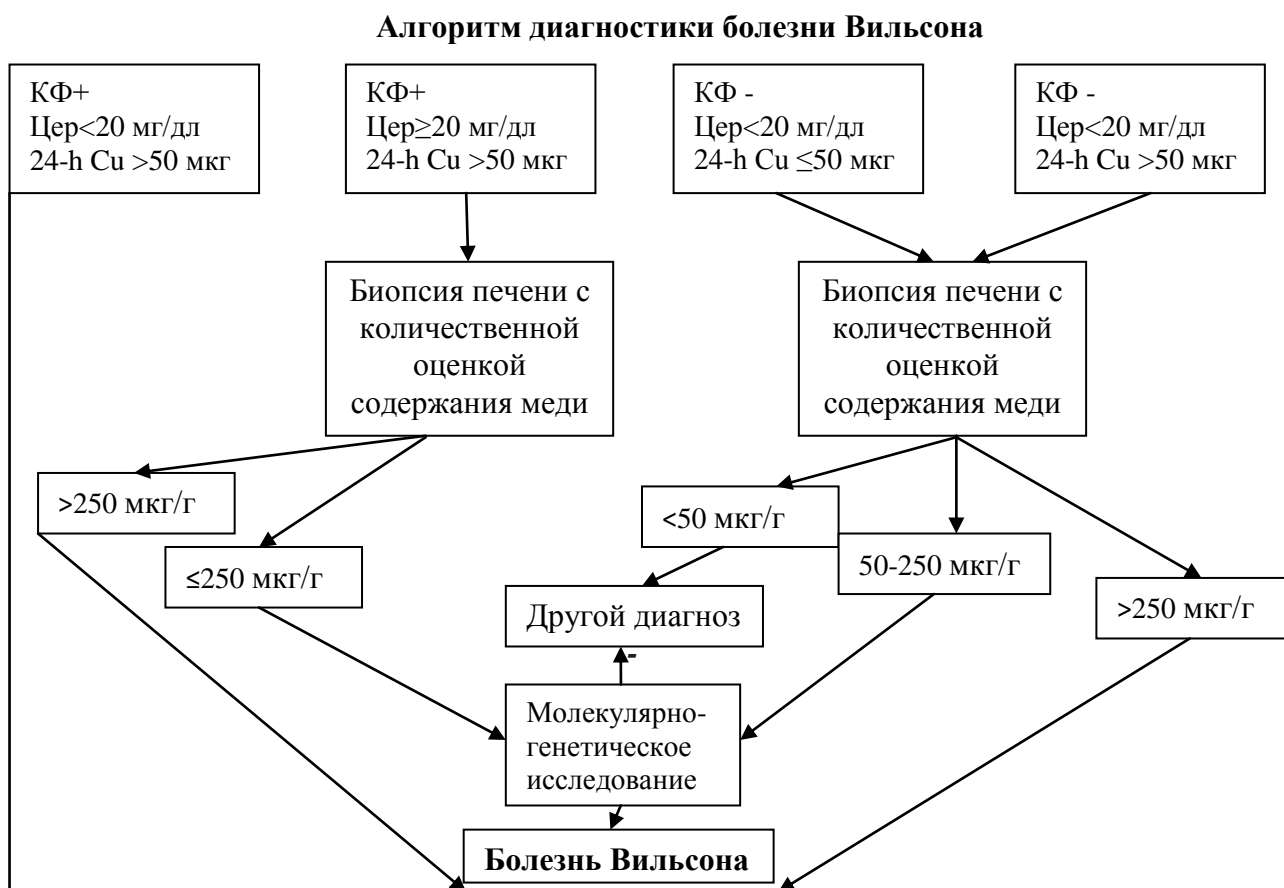 Алгоритм диагностики болезни Вильсона
КФ+
Цер<20 мг/дл
24-h Cu >50 мкг
КФ+
Цер≥20 мг/дл
24-h Cu >50 мкг
КФ -
Цер<20 мг/дл
24-h Cu ≤50 мкг
КФ -
Цер<20 мг/дл
24-h Cu >50 мкг
Биопсия печени с
количественной
оценкой
содержания меди
Биопсия печени с
количественной
оценкой
содержания меди
>250 мкг/г
≤250 мкг/г
<50 мкг/г
50-250 мкг/г
>250 мкг/г
Другой диагноз
-
Молекулярно-
генетическое
исследование
Болезнь Вильсона